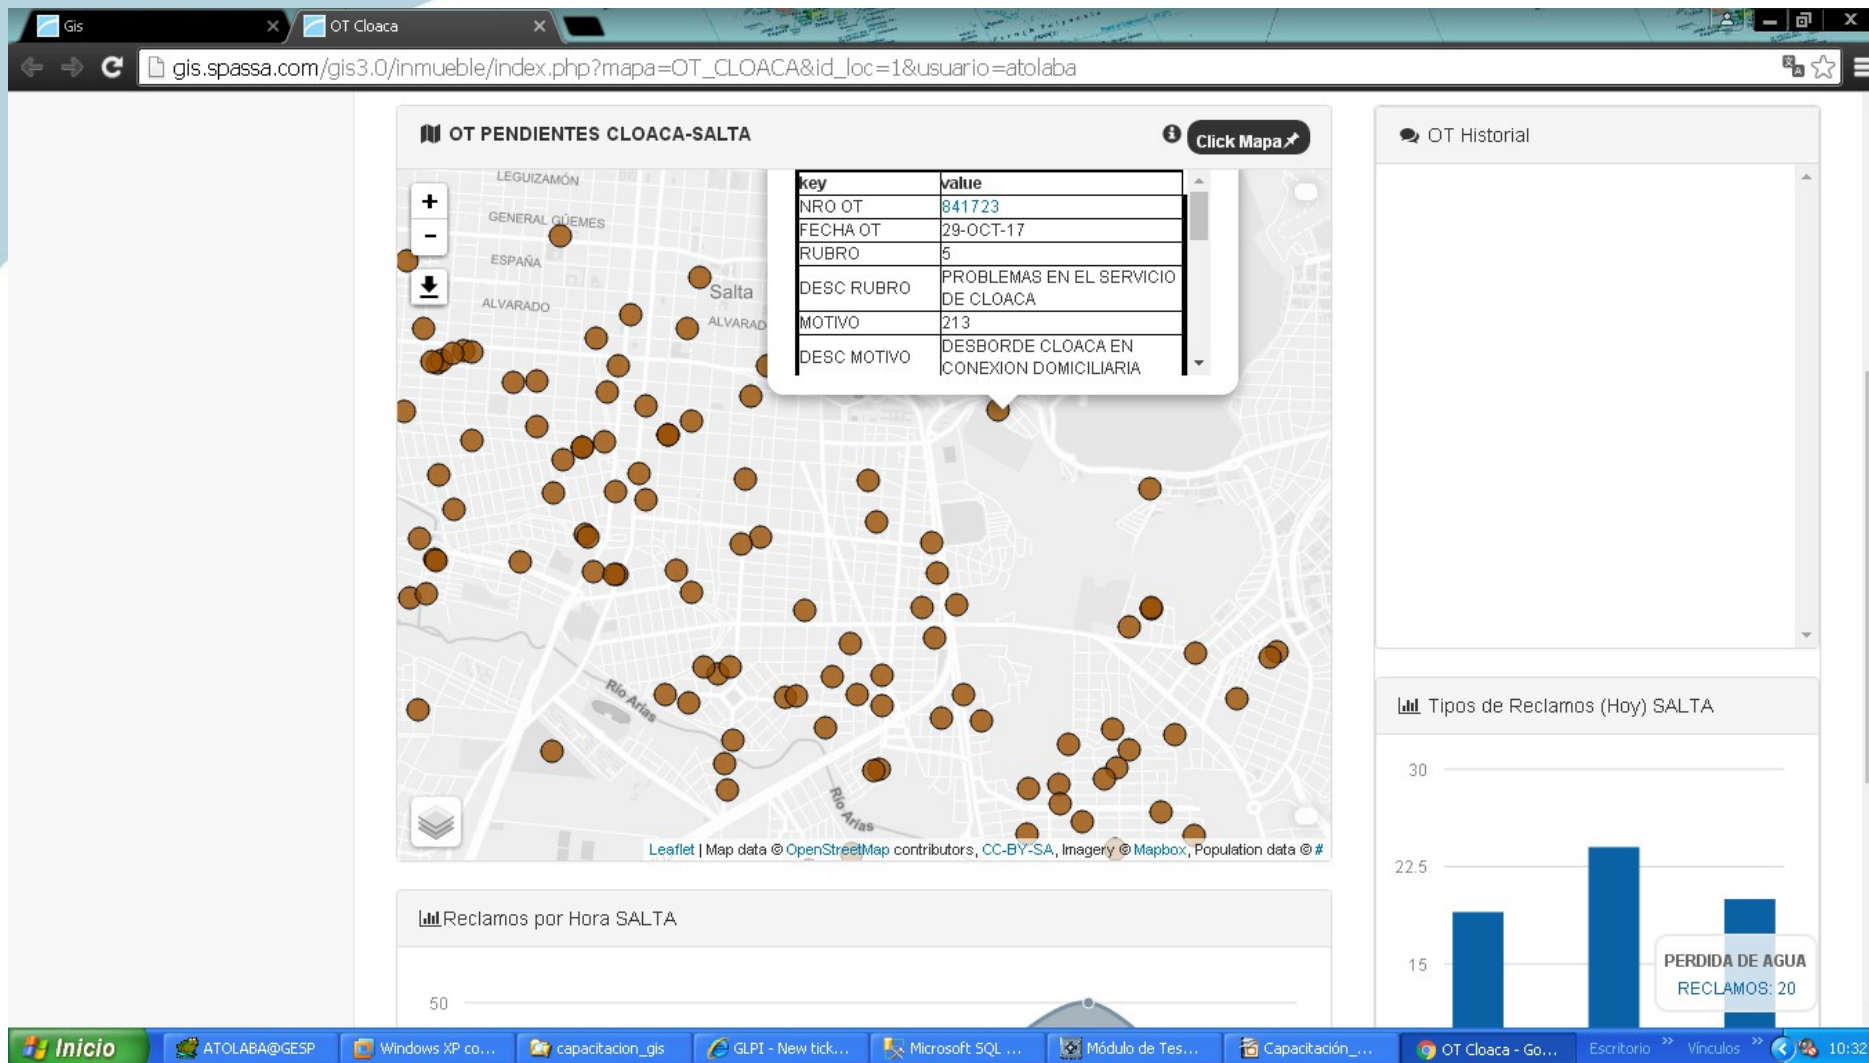 Gis
OT Cloaca
gis.spassa.com/gis3.0/inmueble/index.php?mapa=OT_CLOACA&id_loc=1&usuario=atolaba
OT PENDIENTES CLOACA-SALTA
Click Mapa
OT Historial
LEGUIZAMÓN
GENERAL GÜEMES
ESPAÑA
ALVARADO
Salta
ALVARAD
+
-
key value
NRO OT 841723
FECHA OT 29-OCT-17
RUBRO 5
DESC RUBRO PROBLEMAS EN EL SERVICIO
DE CLOACA
MOTIVO 213
DESC MOTIVO DESBORDE CLOACA EN
CONEXION DOMICILIARIA
Río Arias
Río Arias
Leaflet | Map data © OpenStreetMap contributors, CC-BY-SA, Imagery © Mapbox, Population data © #
Tipos de Reclamos (Hoy) SALTA
30
22.5
15
PERDIDA DE AGUA
RECLAMOS: 20
Reclamos por Hora SALTA
50
Inicio
ATOLABA@GESP
Windows XP co...
capacitacion_gis
GLPI - New tick...
Microsoft SQL ...
Módulo de Tes...
Capacitación_...
OT Cloaca - Go...
Escritorio »
Vínculos »
10:32